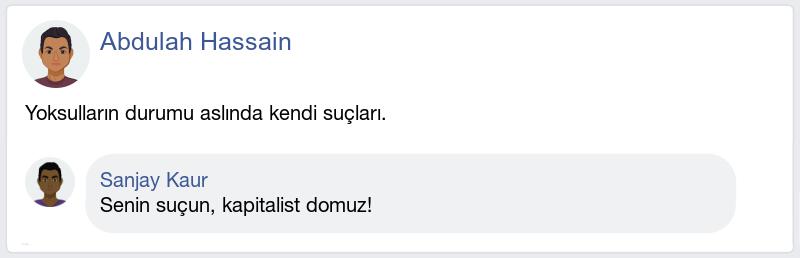 Abdulah Hassain
Yoksulların durumu aslında kendi suçları.
Sanjay Kaur
Senin suçun, kapitalist domuz!